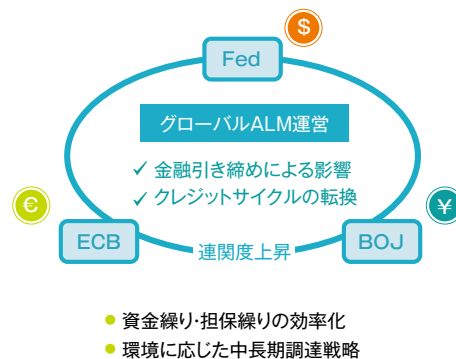 $
Fed
グローバルALM運営
✓ 金融引き締めによる影響
✓ クレジットサイクルの転換
€
¥
ECB
連関度上昇
BOJ
● 資金繰り・担保繰りの効率化
● 環境に応じた中長期調達戦略